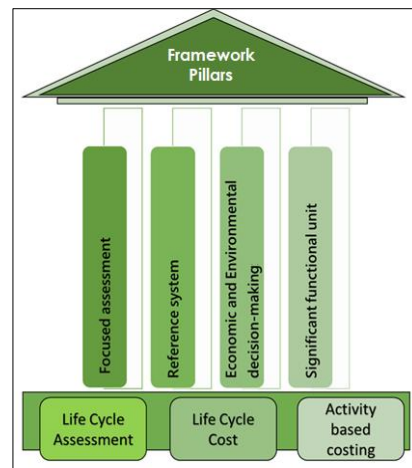 Framework
Pillars
Focused assessment
Reference system
Economic and Environmental
decision-making
Significant functional unit
Life Cycle
Assessment
Life Cycle
Cost
Activity
based
costing